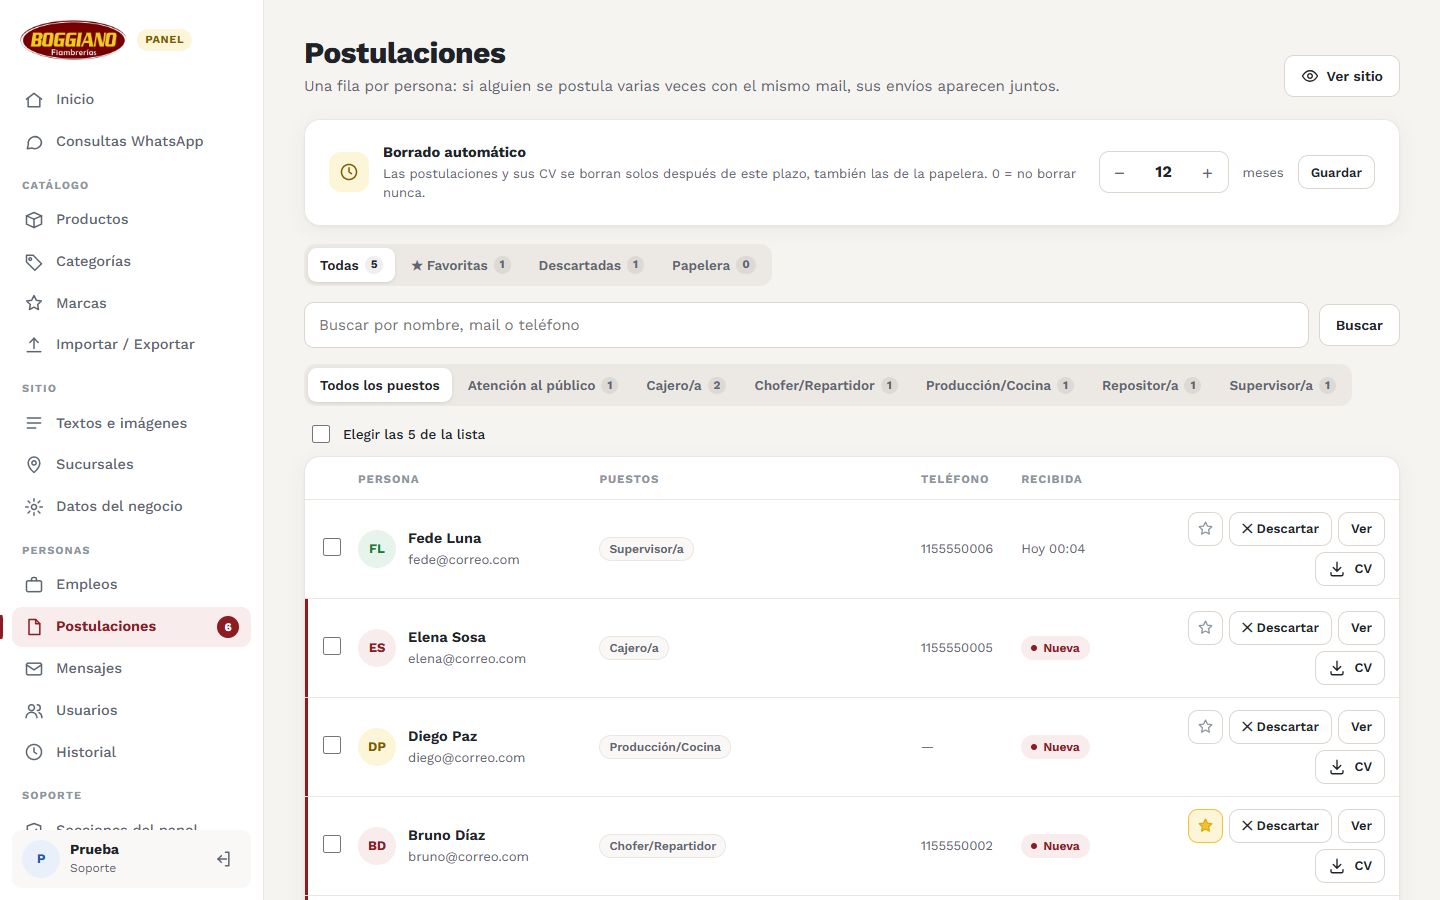 BOGGIANO
Fiambrerías
PANEL
Inicio
Consultas WhatsApp
CATÁLOGO
Productos
Categorías
Marcas
Importar / Exportar
SITIO
Textos e imágenes
Sucursales
Datos del negocio
PERSONAS
Empleos
Postulaciones 6
Mensajes
Usuarios
Historial
SOPORTE
Secciones del panel
P
Prueba
Soporte
Postulaciones
Una fila por persona: si alguien se postula varias veces con el mismo mail, sus envíos aparecen juntos.
Ver sitio
Borrado automático
Las postulaciones y sus CV se borran solos después de este plazo, también las de la papelera. 0 = no borrar
nunca.
− 12 + meses Guardar
Todas 5 ★ Favoritas 1 Descartadas 1 Papelera 0
Buscar por nombre, mail o teléfono Buscar
Todos los puestos Atención al público 1 Cajero/a 2 Chofer/Repartidor 1 Producción/Cocina 1 Repositor/a 1 Supervisor/a 1
Elegir las 5 de la lista
PERSONA PUESTOS TELÉFONO RECIBIDA
FL Fede Luna
fede@correo.com
Supervisor/a 1155550006 Hoy 00:04
Descartar Ver
CV
ES Elena Sosa
elena@correo.com
Cajero/a 1155550005 Nueva
Descartar Ver
CV
DP Diego Paz
diego@correo.com
Producción/Cocina — Nueva
Descartar Ver
CV
BD Bruno Díaz
bruno@correo.com
Chofer/Repartidor 1155550002 Nueva
Descartar Ver
CV